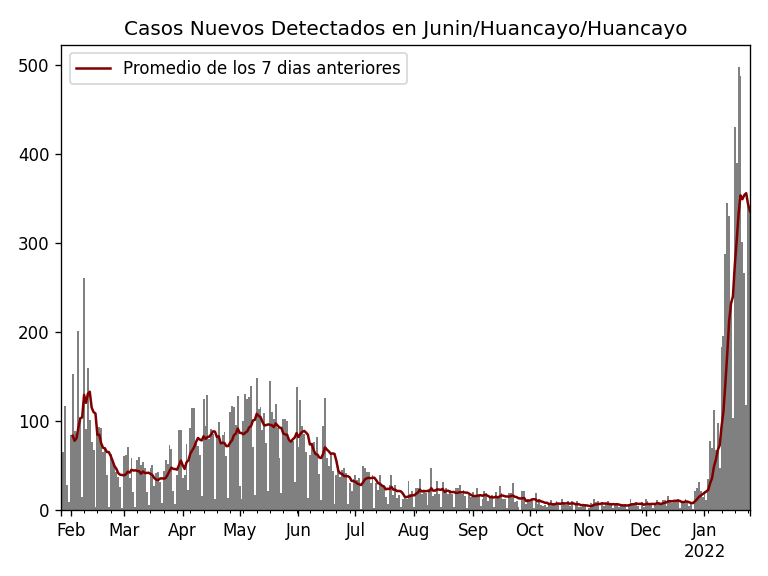 Casos Nuevos Detectados en Junin/Huancayo/Huancayo
Promedio de los 7 dias anteriores
500
400
300
200
100
0
Feb Mar Apr May Jun Jul Aug Sep Oct Nov Dec Jan
2022